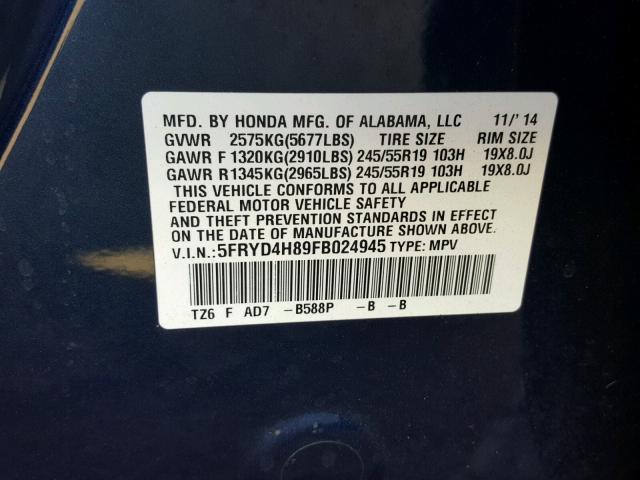 MFD. BY HONDA MFG. OF ALABAMA, LLC 11/'14
GVWR 2575KG(5677LBS) TIRE SIZE RIM SIZE
GAWR F 1320KG(2910LBS) 245/55R19 103H 19X8.0J
GAWR R1345KG(2965LBS) 245/55R19 103H 19X8.0J
THIS VEHICLE CONFORMS TO ALL APPLICABLE
FEDERAL MOTOR VEHICLE SAFETY
AND THEFT PREVENTION STANDARDS IN EFFECT
ON THE DATE OF MANUFACTURE SHOWN ABOVE.
V.I.N.:5FRYD4H89FB024945 TYPE: MPV
TZ6 F AD7 -B588P -B -B